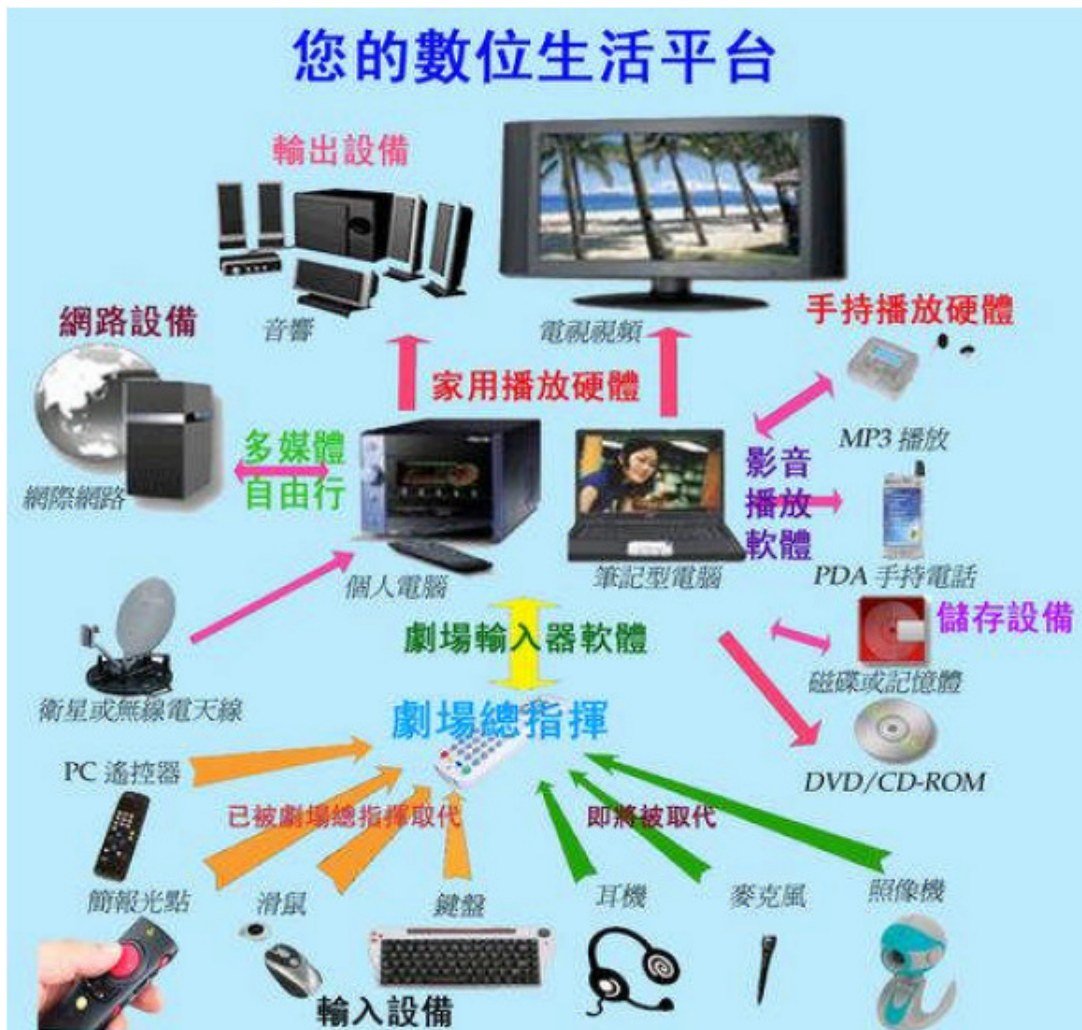 您的數位生活平台
輸出設備
音響
電視視頻
手持播放硬體
網路設備
家用播放硬體
MP3 播放
多媒體
自由行
影音
播放
軟體
網際網路
個人電腦
筆記型電腦
PDA 手持電話
儲存設備
劇場輸入器軟體
磁碟或記憶體
衛星或無線電天線
劇場總指揮
PC 遙控器
DVD/CD-ROM
已被劇場總指揮取代
即將被取代
簡報光點
滑鼠
鍵盤
耳機
麥克風
照像機
輸入設備